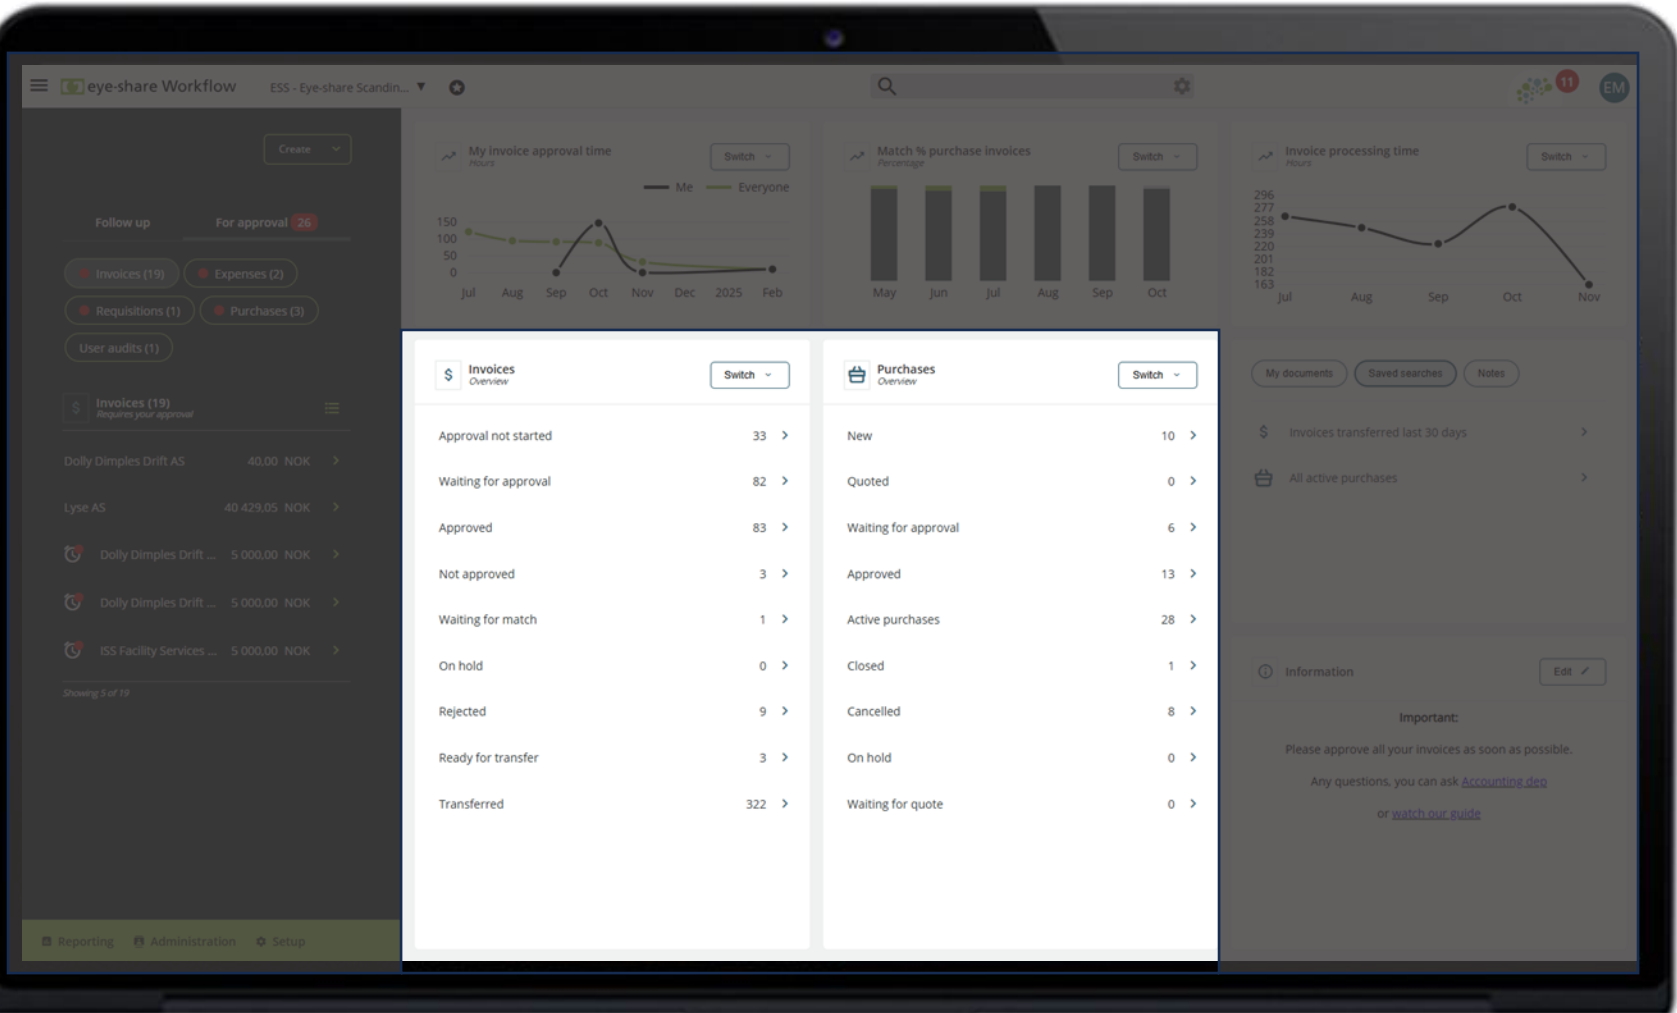 eye-share Workflow ESS - Eye-share Scandin... 11 EM
Create
Follow up For approval 26
Invoices (19) Expenses (2)
Requisitions (1) Purchases (3)
User audits (1)
Invoices (19)
Requires your approval
Dolly Dimples Drift AS 40,00 NOK
Lyse AS 40 429,05 NOK
Dolly Dimples Drift ... 5 000,00 NOK
Dolly Dimples Drift ... 5 000,00 NOK
ISS Facility Services ... 5 000,00 NOK
Showing 5 of 19
Reporting Administration Setup
My invoice approval time Switch
Hours
Me Everyone
150
100
50
0
Jul Aug Sep Oct Nov Dec 2025 Feb
Match % purchase invoices Switch
Percentage
May Jun Jul Aug Sep Oct
Invoice processing time Switch
Hours
296
277
258
239
220
201
182
163
Jul Aug Sep Oct Nov
$ Invoices Switch
Overview
Approval not started 33
Waiting for approval 82
Approved 83
Not approved 3
Waiting for match 1
On hold 0
Rejected 9
Ready for transfer 3
Transferred 322
Purchases Switch
Overview
New 10
Quoted 0
Waiting for approval 6
Approved 13
Active purchases 28
Closed 1
Cancelled 8
On hold 0
Waiting for quote 0
My documents Saved searches Notes
$ Invoices transferred last 30 days
All active purchases
Information Edit
Important:
Please approve all your invoices as soon as possible.
Any questions, you can ask Accounting dep
or watch our guide